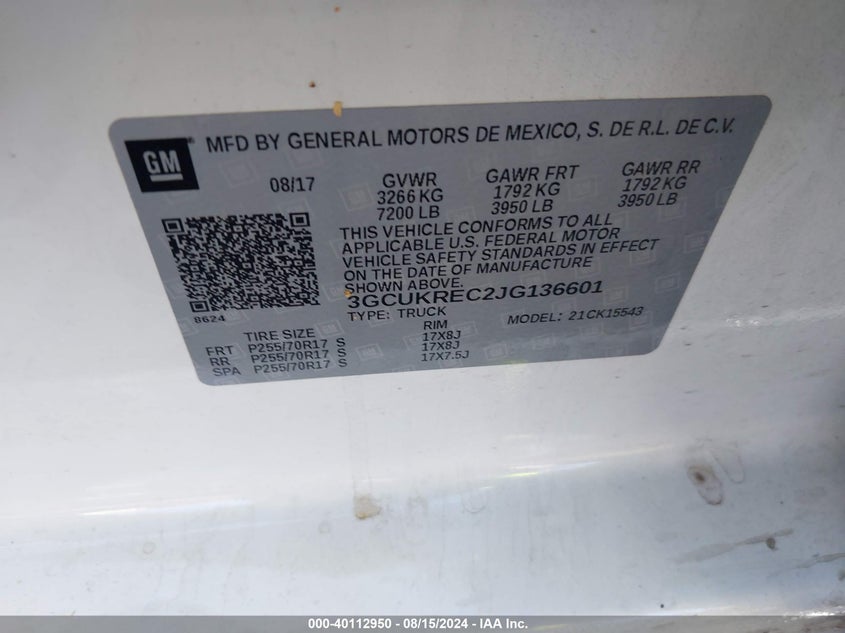 GM
MFD BY GENERAL MOTORS DE MEXICO, S. DE R.L. DE C.V.
08/17 GVWR GAWR FRT GAWR RR
3266 KG 1792 KG 1792 KG
7200 LB 3950 LB 3950 LB
THIS VEHICLE CONFORMS TO ALL
APPLICABLE U.S. FEDERAL MOTOR
VEHICLE SAFETY STANDARDS IN EFFECT
ON THE DATE OF MANUFACTURE
SHOWN ABOVE.
3GCUKREC2JG136601
8624
TYPE: TRUCK MODEL: 21CK15543
TIRE SIZE RIM
FRT P255/70R17 S 17X8J
RR P255/70R17 S 17X8J
SPA P255/70R17 S 17X7.5J
000-40112950 - 08/15/2024 - IAA Inc.